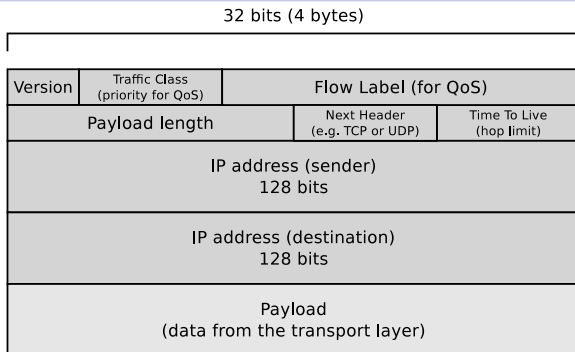 32 bits (4 bytes)
Version
Traffic Class
(priority for QoS)
Flow Label (for QoS)
Payload length
Next Header
(e.g. TCP or UDP)
Time To Live
(hop limit)
IP address (sender)
128 bits
IP address (destination)
128 bits
Payload
(data from the transport layer)